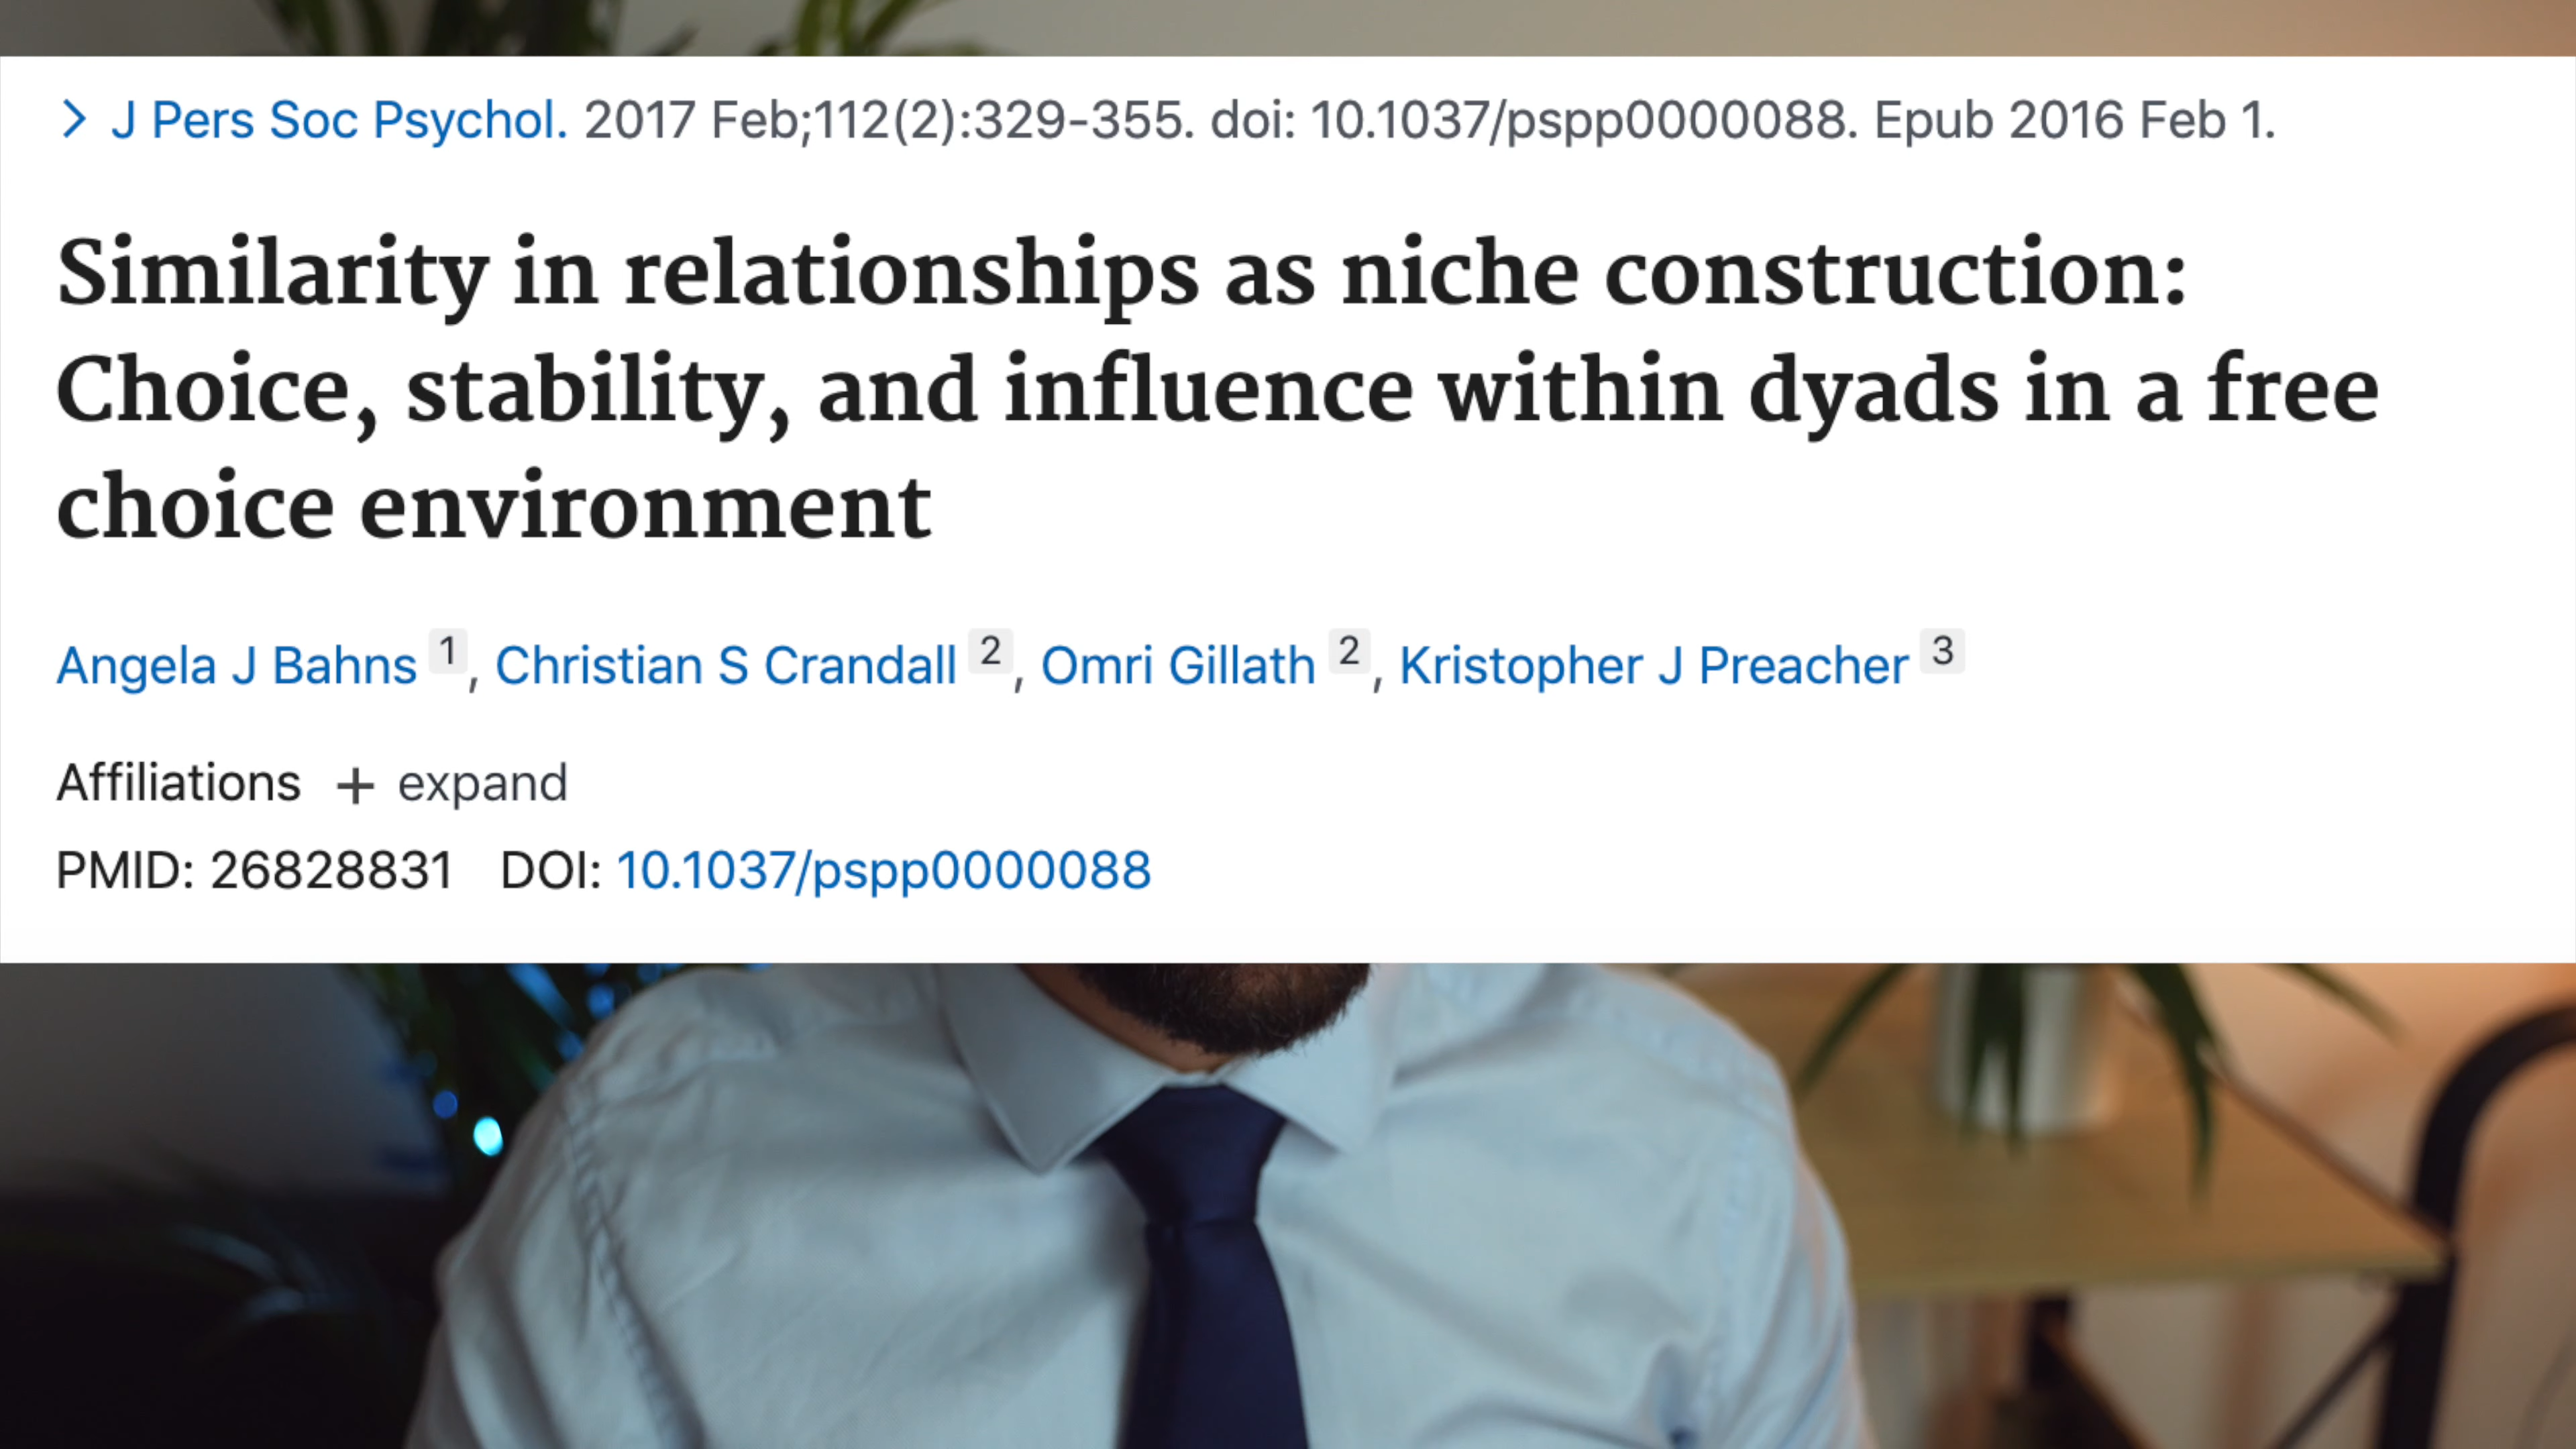 > J Pers Soc Psychol. 2017 Feb;112(2):329-355. doi: 10.1037/pspp0000088. Epub 2016 Feb 1.
Similarity in relationships as niche construction:
Choice, stability, and influence within dyads in a free
choice environment
Angela J Bahns 1, Christian S Crandall 2, Omri Gillath 2, Kristopher J Preacher 3
Affiliations + expand
PMID: 26828831 DOI: 10.1037/pspp0000088